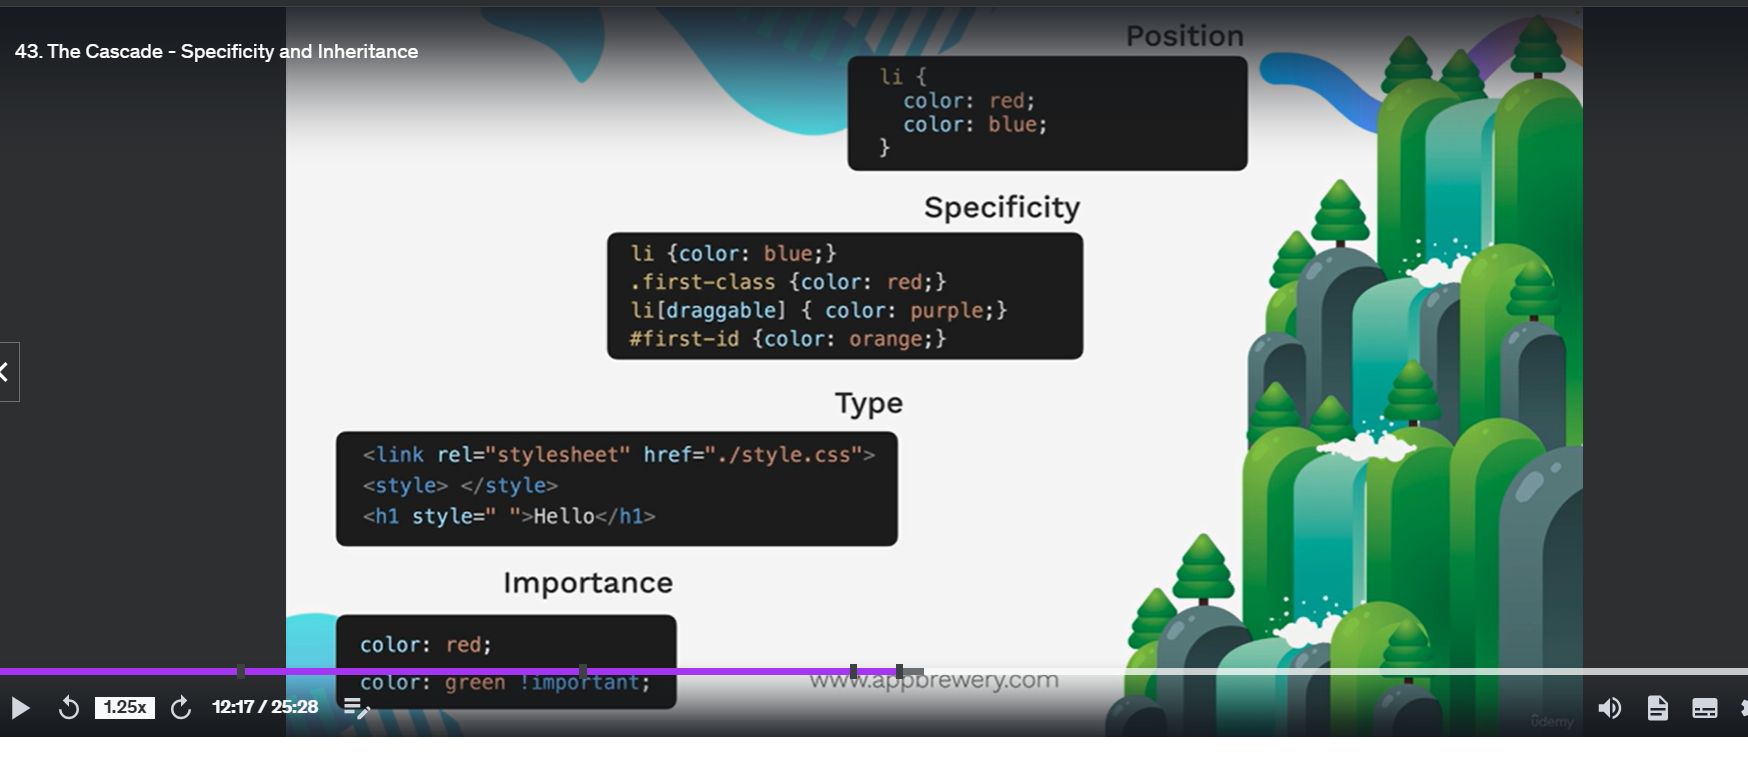 43. The Cascade - Specificity and Inheritance
Position
li {
color: red;
color: blue;
}
Specificity
li {color: blue;}
.first-class {color: red;}
li[draggable] { color: purple;}
#first-id {color: orange;}
Type
<link rel="stylesheet" href="./style.css">
<style> </style>
<h1 style=" ">Hello</h1>
Importance
color: red;
color: green !important;
www.appbrewery.com
1.25x
12:17 / 25:28
ûdemy